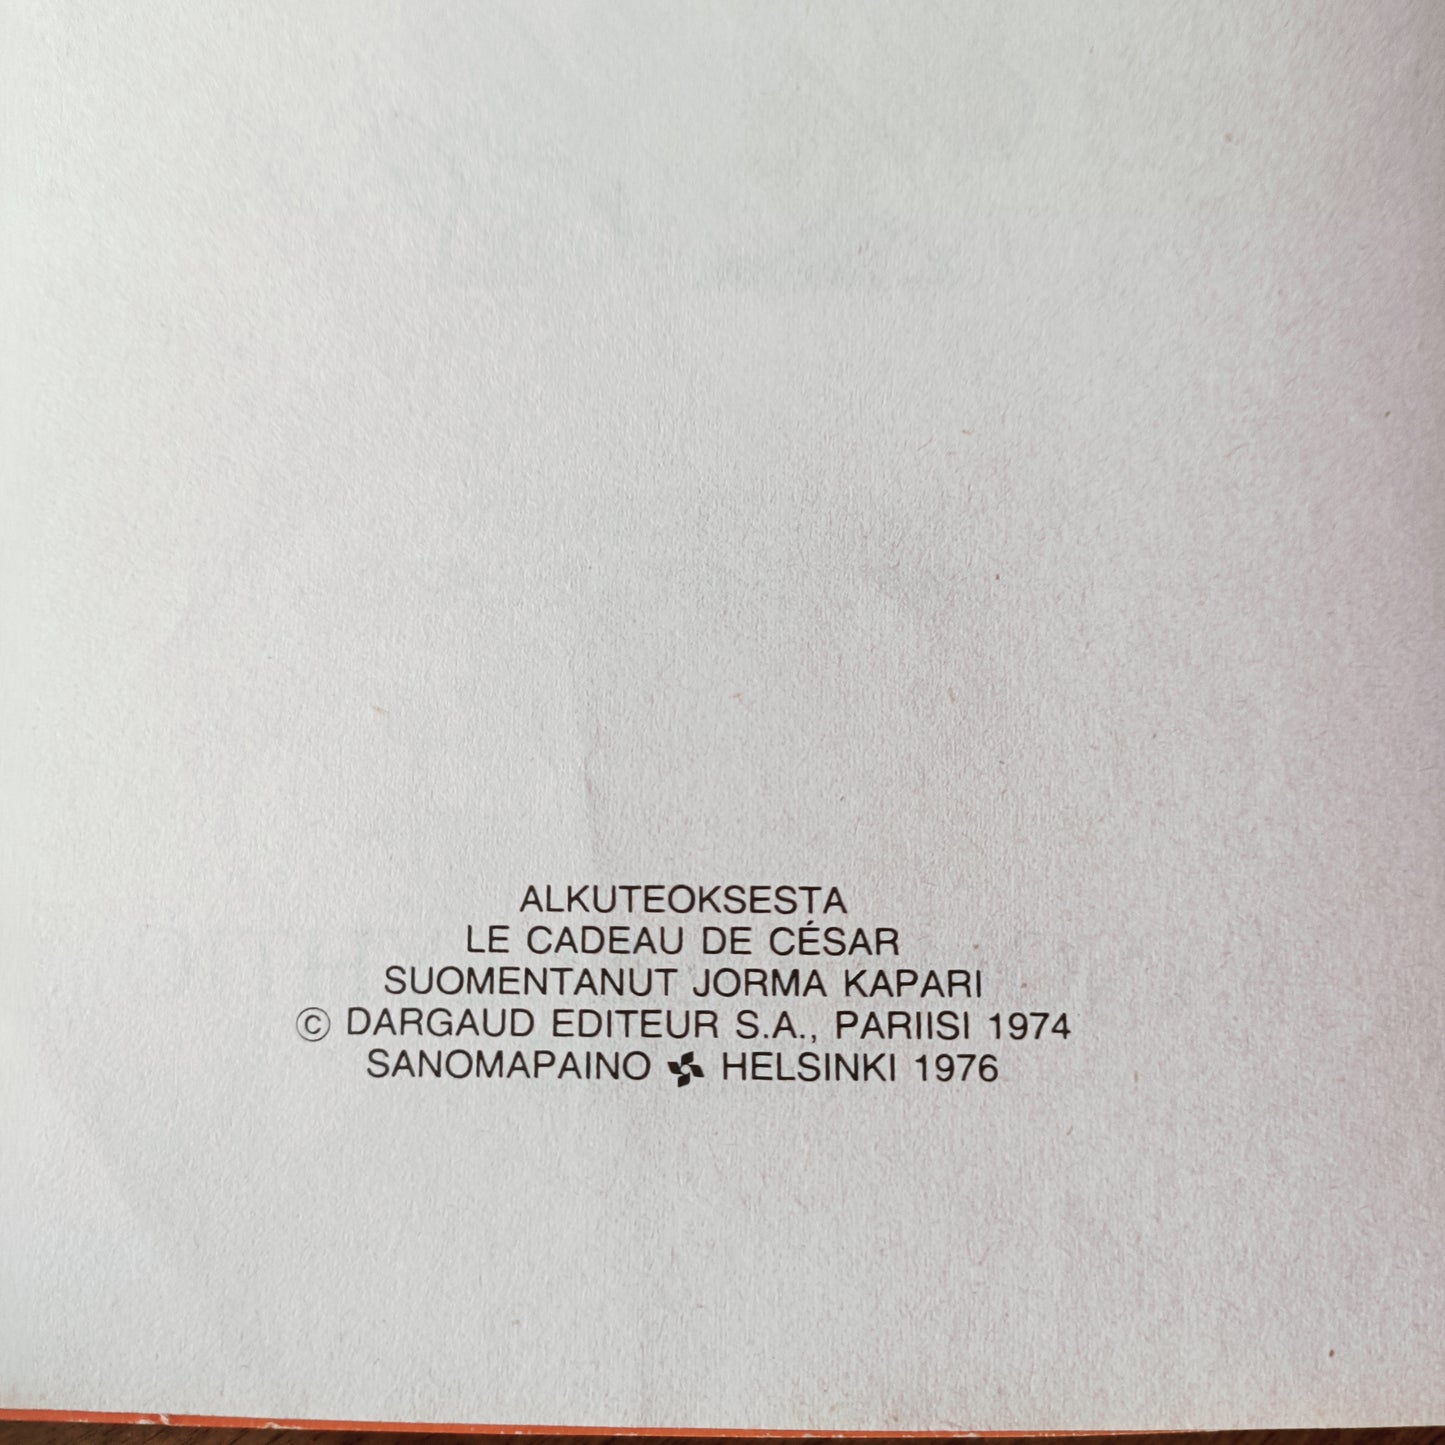 ALKUTEOKSESTA
LE CADEAU DE CÉSAR
SUOMENTANUT JORMA KAPARI
© DARGAUD EDITEUR S.A., PARIISI 1974
SANOMAPAINO HELSINKI 1976